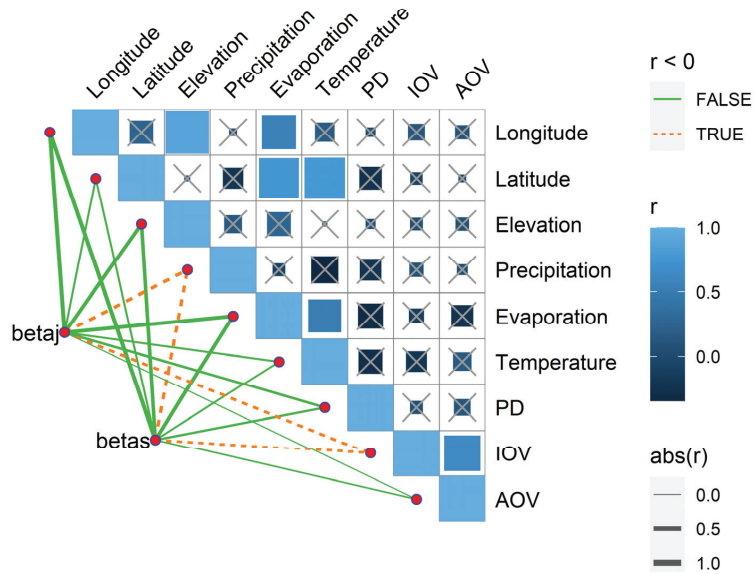 Longitude
Latitude
Elevation
Precipitation
Evaporation
Temperature
PD
IOV
AOV
Longitude
Latitude
Elevation
Precipitation
Evaporation
Temperature
PD
IOV
AOV
betaj
betas
r < 0
FALSE
TRUE
r
1.0
0.5
0.0
abs(r)
0.0
0.5
1.0